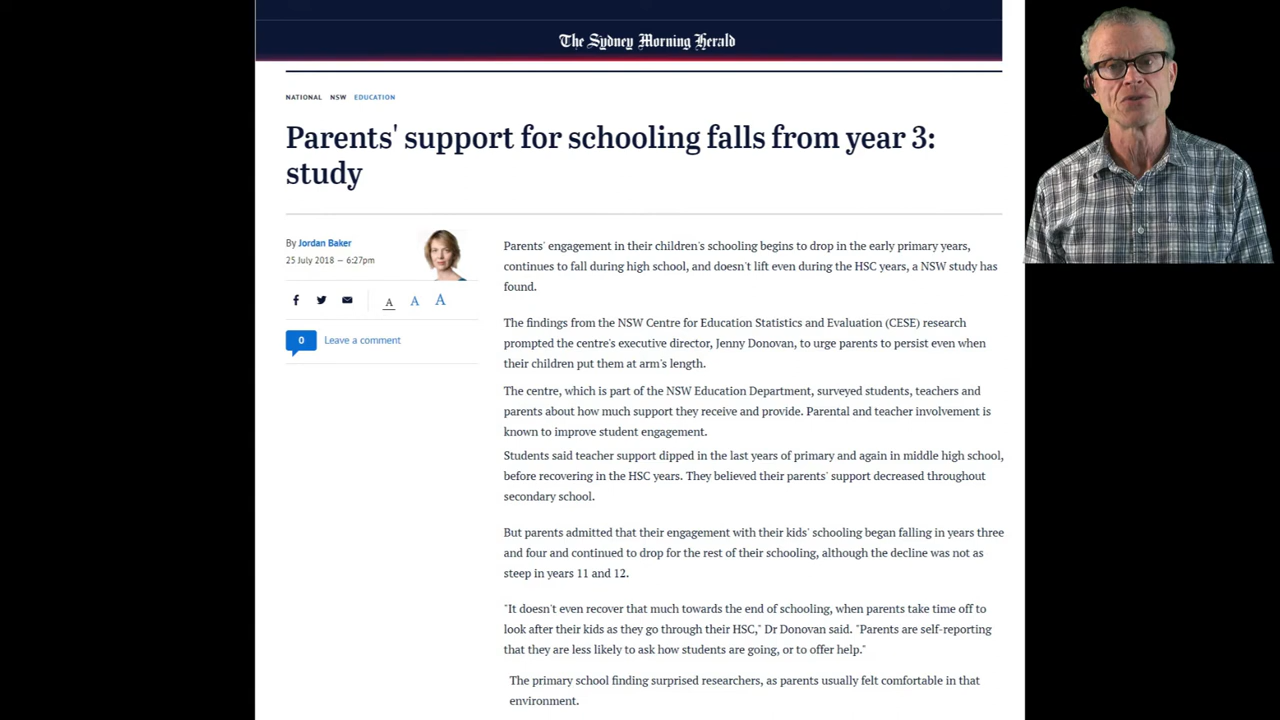 The Sydney Morning Herald
NATIONAL NSW EDUCATION
Parents' support for schooling falls from year 3:
study
By Jordan Baker
25 July 2018 — 6:27pm
A A A
0 Leave a comment
Parents' engagement in their children's schooling begins to drop in the early primary years,
continues to fall during high school, and doesn't lift even during the HSC years, a NSW study has
found.
The findings from the NSW Centre for Education Statistics and Evaluation (CESE) research
prompted the centre's executive director, Jenny Donovan, to urge parents to persist even when
their children put them at arm's length.
The centre, which is part of the NSW Education Department, surveyed students, teachers and
parents about how much support they receive and provide. Parental and teacher involvement is
known to improve student engagement.
Students said teacher support dipped in the last years of primary and again in middle high school,
before recovering in the HSC years. They believed their parents' support decreased throughout
secondary school.
But parents admitted that their engagement with their kids' schooling began falling in years three
and four and continued to drop for the rest of their schooling, although the decline was not as
steep in years 11 and 12.
"It doesn't even recover that much towards the end of schooling, when parents take time off to
look after their kids as they go through their HSC," Dr Donovan said. "Parents are self-reporting
that they are less likely to ask how students are going, or to offer help."
The primary school finding surprised researchers, as parents usually felt comfortable in that
environment.